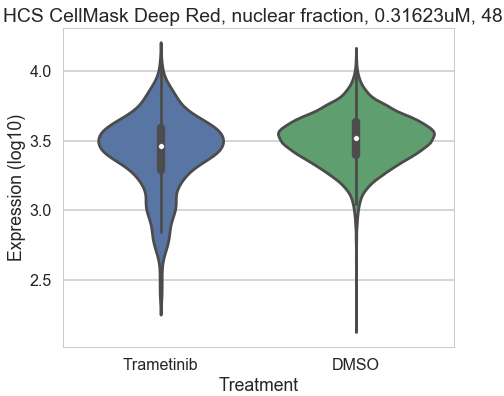 HCS CellMask Deep Red, nuclear fraction, 0.31623uM, 48
4.0
3.5
3.0
2.5
Expression (log10)
Trametinib DMSO
Treatment